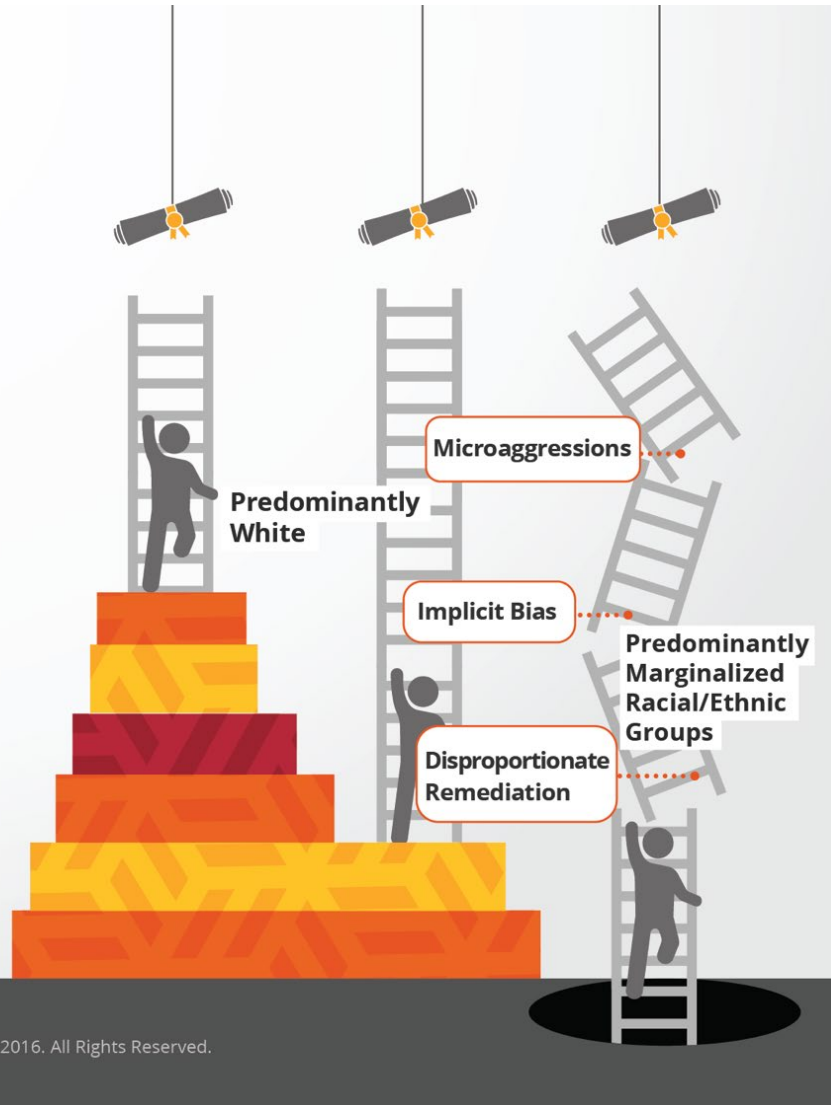 Microaggressions
Predominantly
White
Implicit Bias
Predominantly
Marginalized
Racial/Ethnic
Groups
Disproportionate
Remediation
2016. All Rights Reserved.